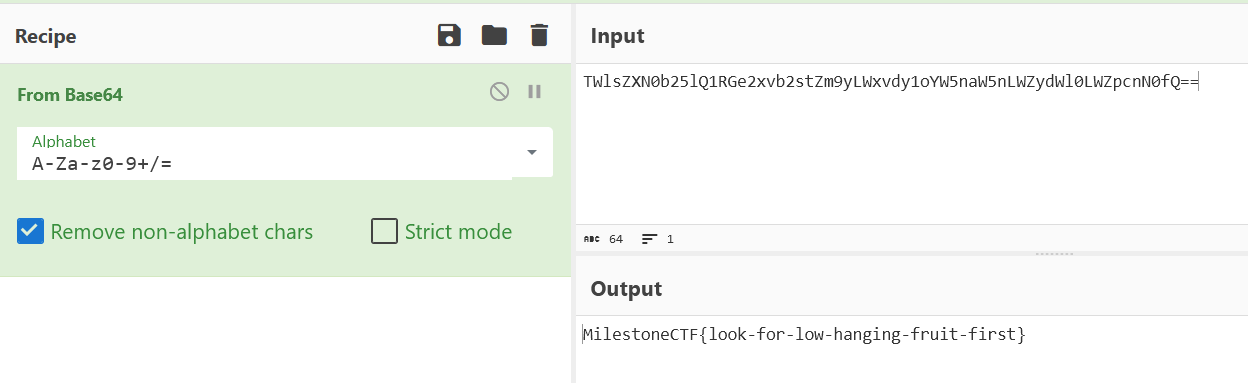 Recipe
From Base64
Alphabet
A-Za-z0-9+/=
Remove non-alphabet chars
Strict mode
Input
TWlsZXN0b25lQ1RGe2xvb2stZm9yLWxvdy1oYW5naW5nLWZydWl0LWZpcnN0fQ==
ABC 64 1
Output
MilestoneCTF{look-for-low-hanging-fruit-first}